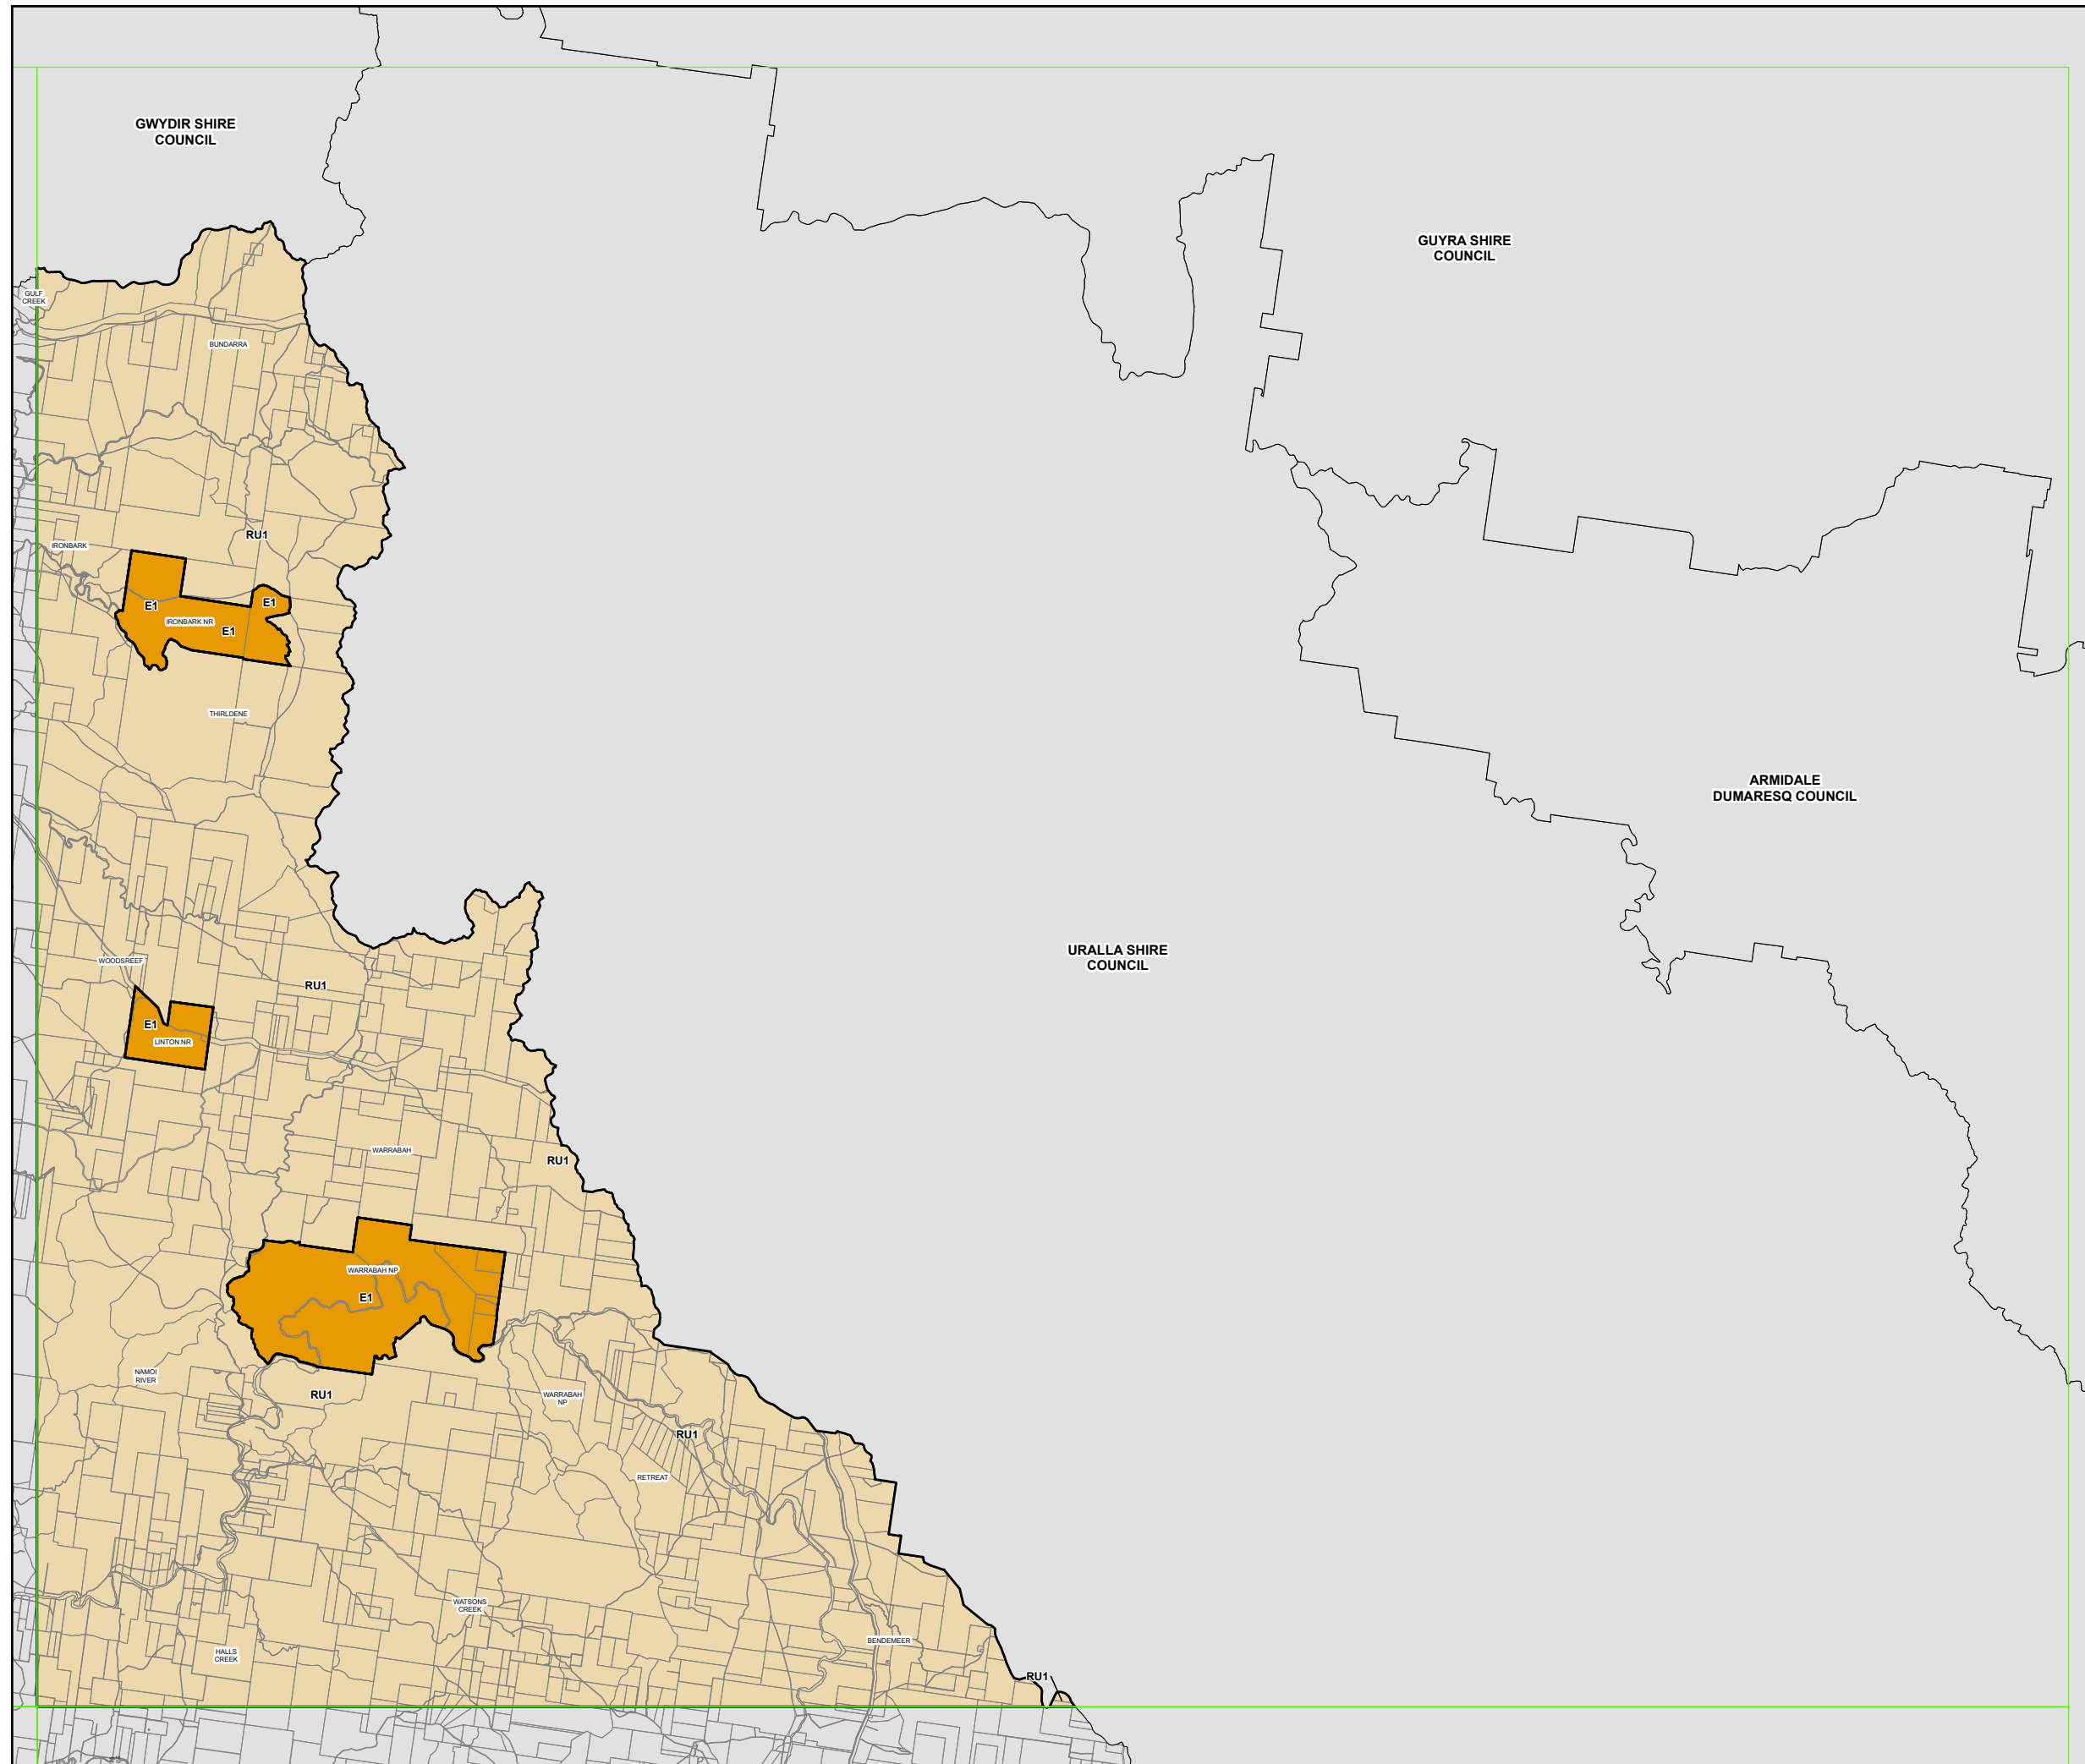 GWYDIR SHIRE
COUNCIL
GUYRA SHIRE
COUNCIL
GULF
CREEK
BUNDARRA
RU1
IRONBARK
E1
E1
IRONBARK NR
E1
THIRLDENE
ARMIDALE
DUMARESQ COUNCIL
URALLA SHIRE
COUNCIL
WOODSREEF
RU1
E1
LINTON NR
WARRABAH
RU1
WARRABAH NP
E1
NAMOI
RIVER
RU1
WARRABAH
NP
RU1
RETREAT
WATSONS
CREEK
BENDEMEER
HALLS
CREEK
RU1